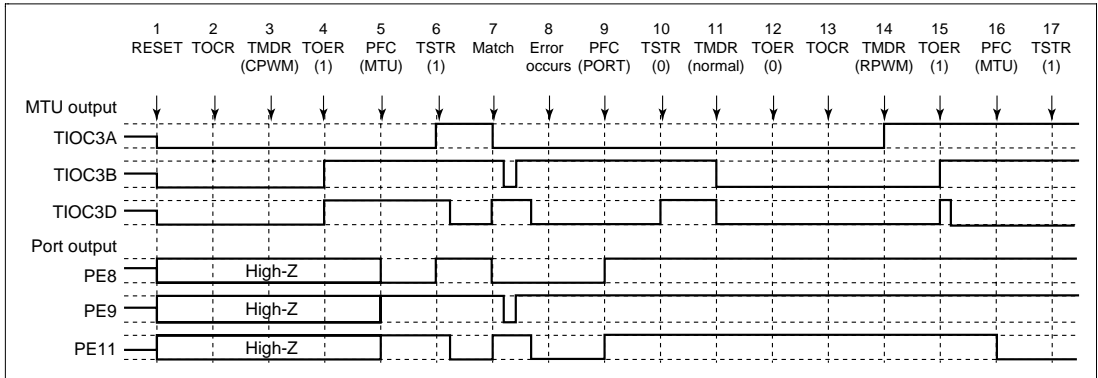 1 2 3 4 5 6 7 8 9 10 11 12 13 14 15 16 17
RESET TOCR TMDR TOER PFC TSTR Match Error PFC TSTR TMDR TOER TOCR TMDR TOER PFC TSTR
(CPWM) (1) (MTU) (1) occurs (PORT) (0) (normal) (0) (RPWM) (1) (MTU) (1)
MTU output
TIOC3A
TIOC3B
TIOC3D
Port output
PE8 High-Z
PE9 High-Z
PE11 High-Z